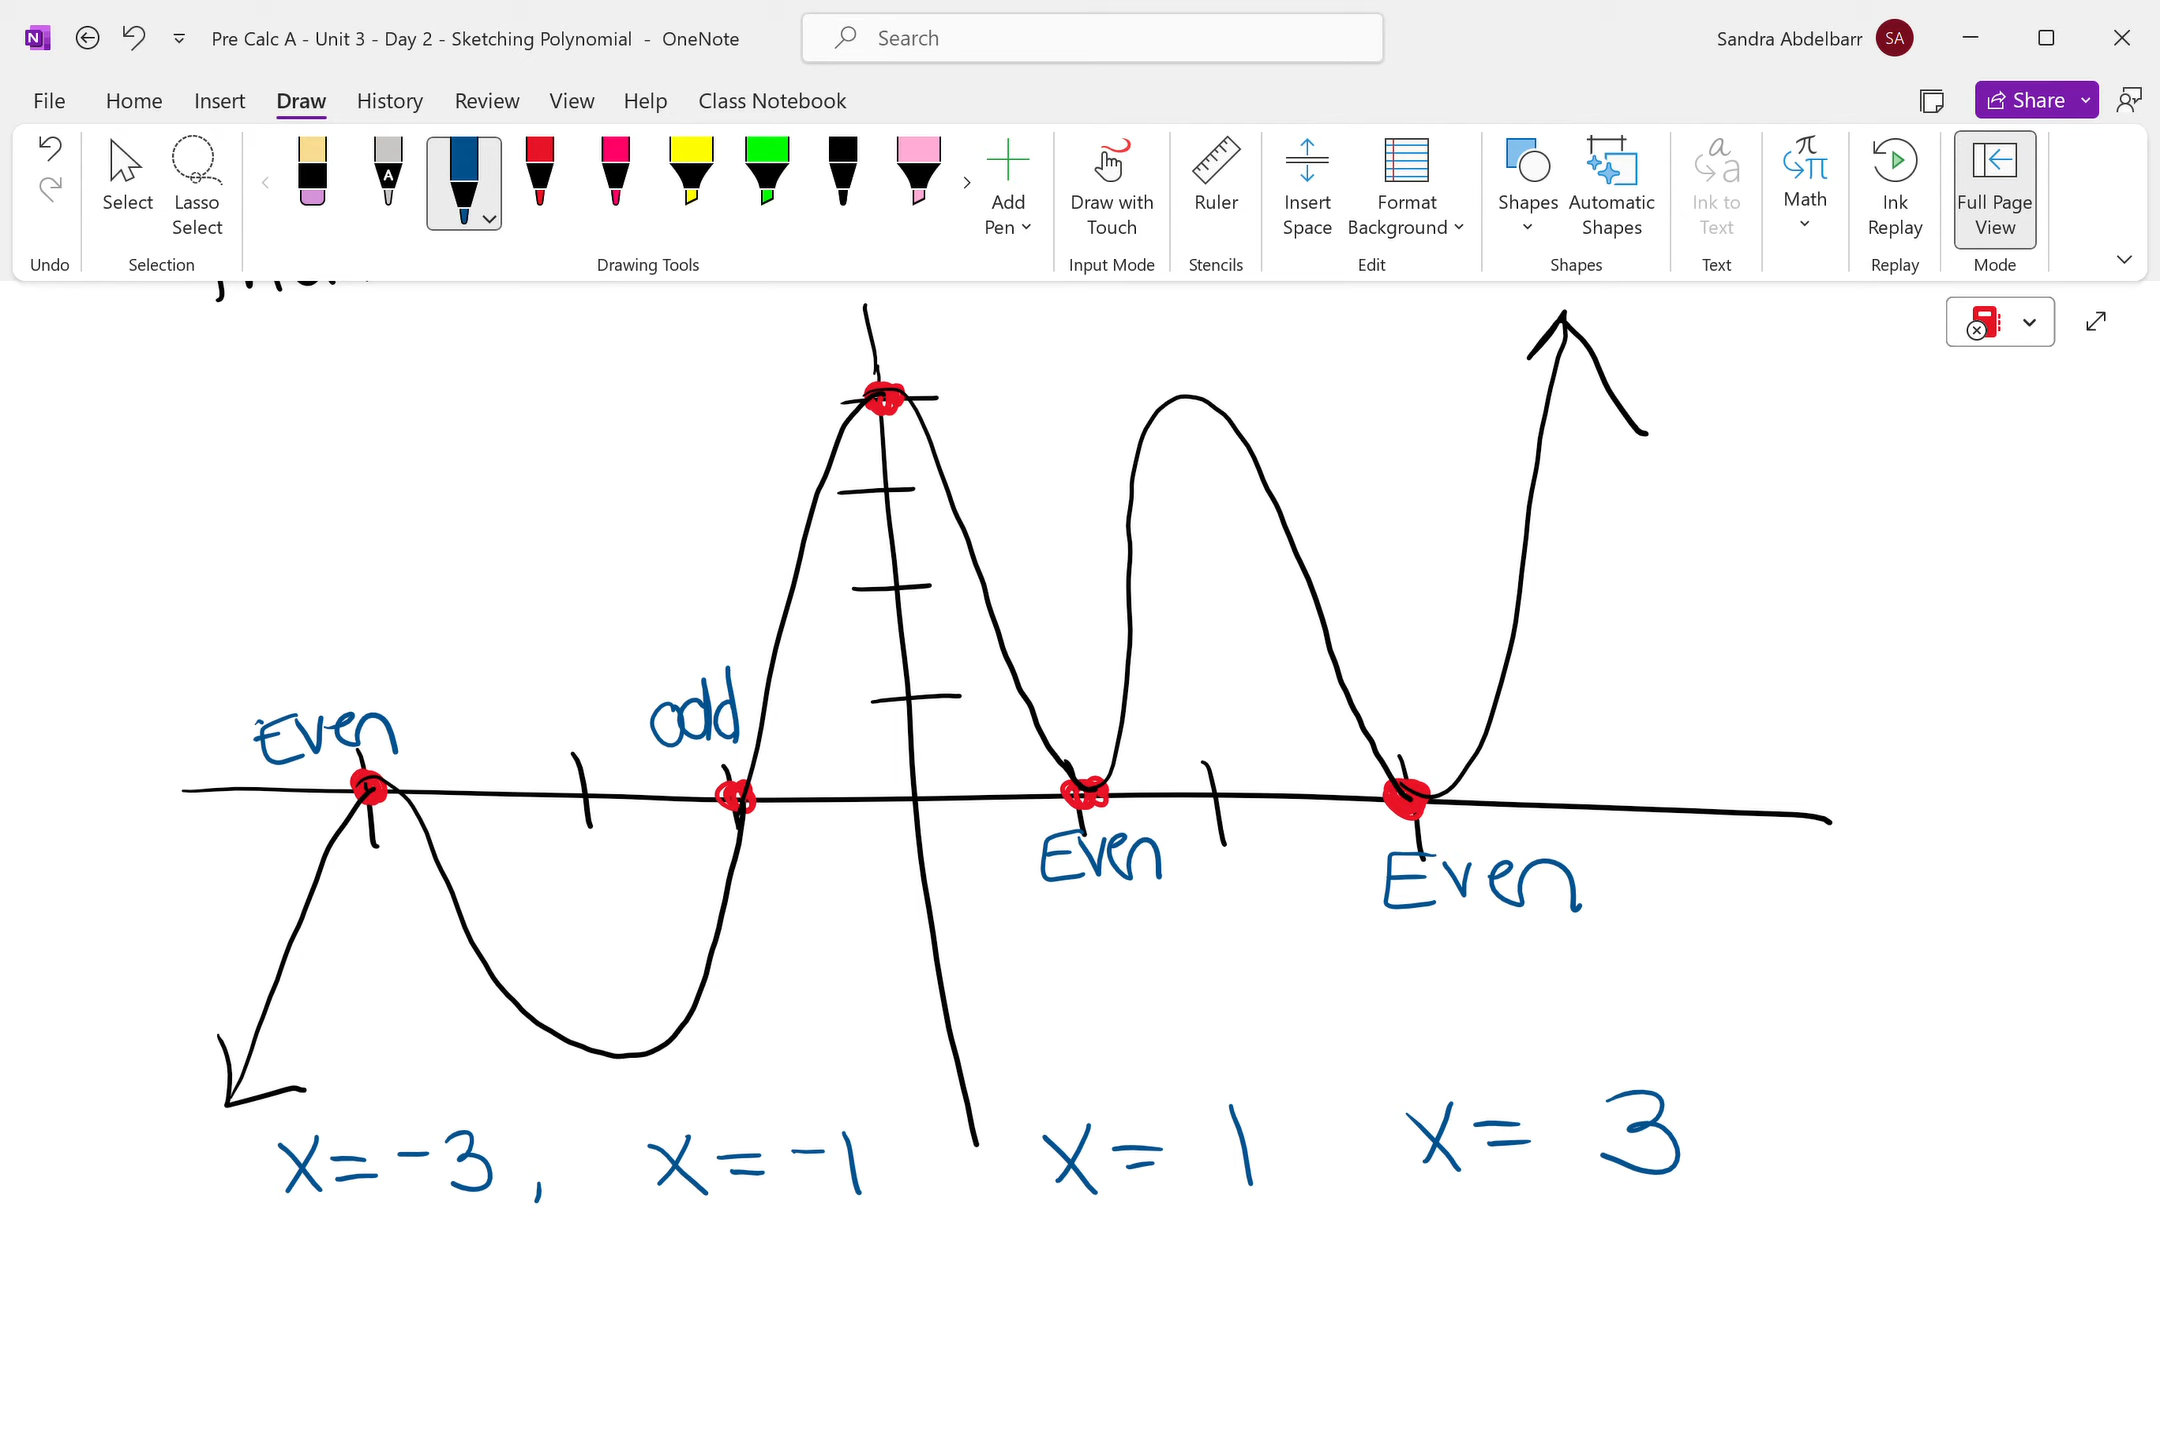 Pre Calc A - Unit 3 - Day 2 - Sketching Polynomial - OneNote
Search
Sandra Abdelbarr SA
File Home Insert Draw History Review View Help Class Notebook
Share
Select
Lasso Select
A
Add Pen
Draw with Touch
Ruler
Insert Space
Format Background
Shapes
Automatic Shapes
Ink to Text
Math
Ink Replay
Full Page View
Undo Selection Drawing Tools Input Mode Stencils Edit Shapes Text Replay Mode
Even odd
Even Even
x = -3, x = -1 x = 1 x = 3